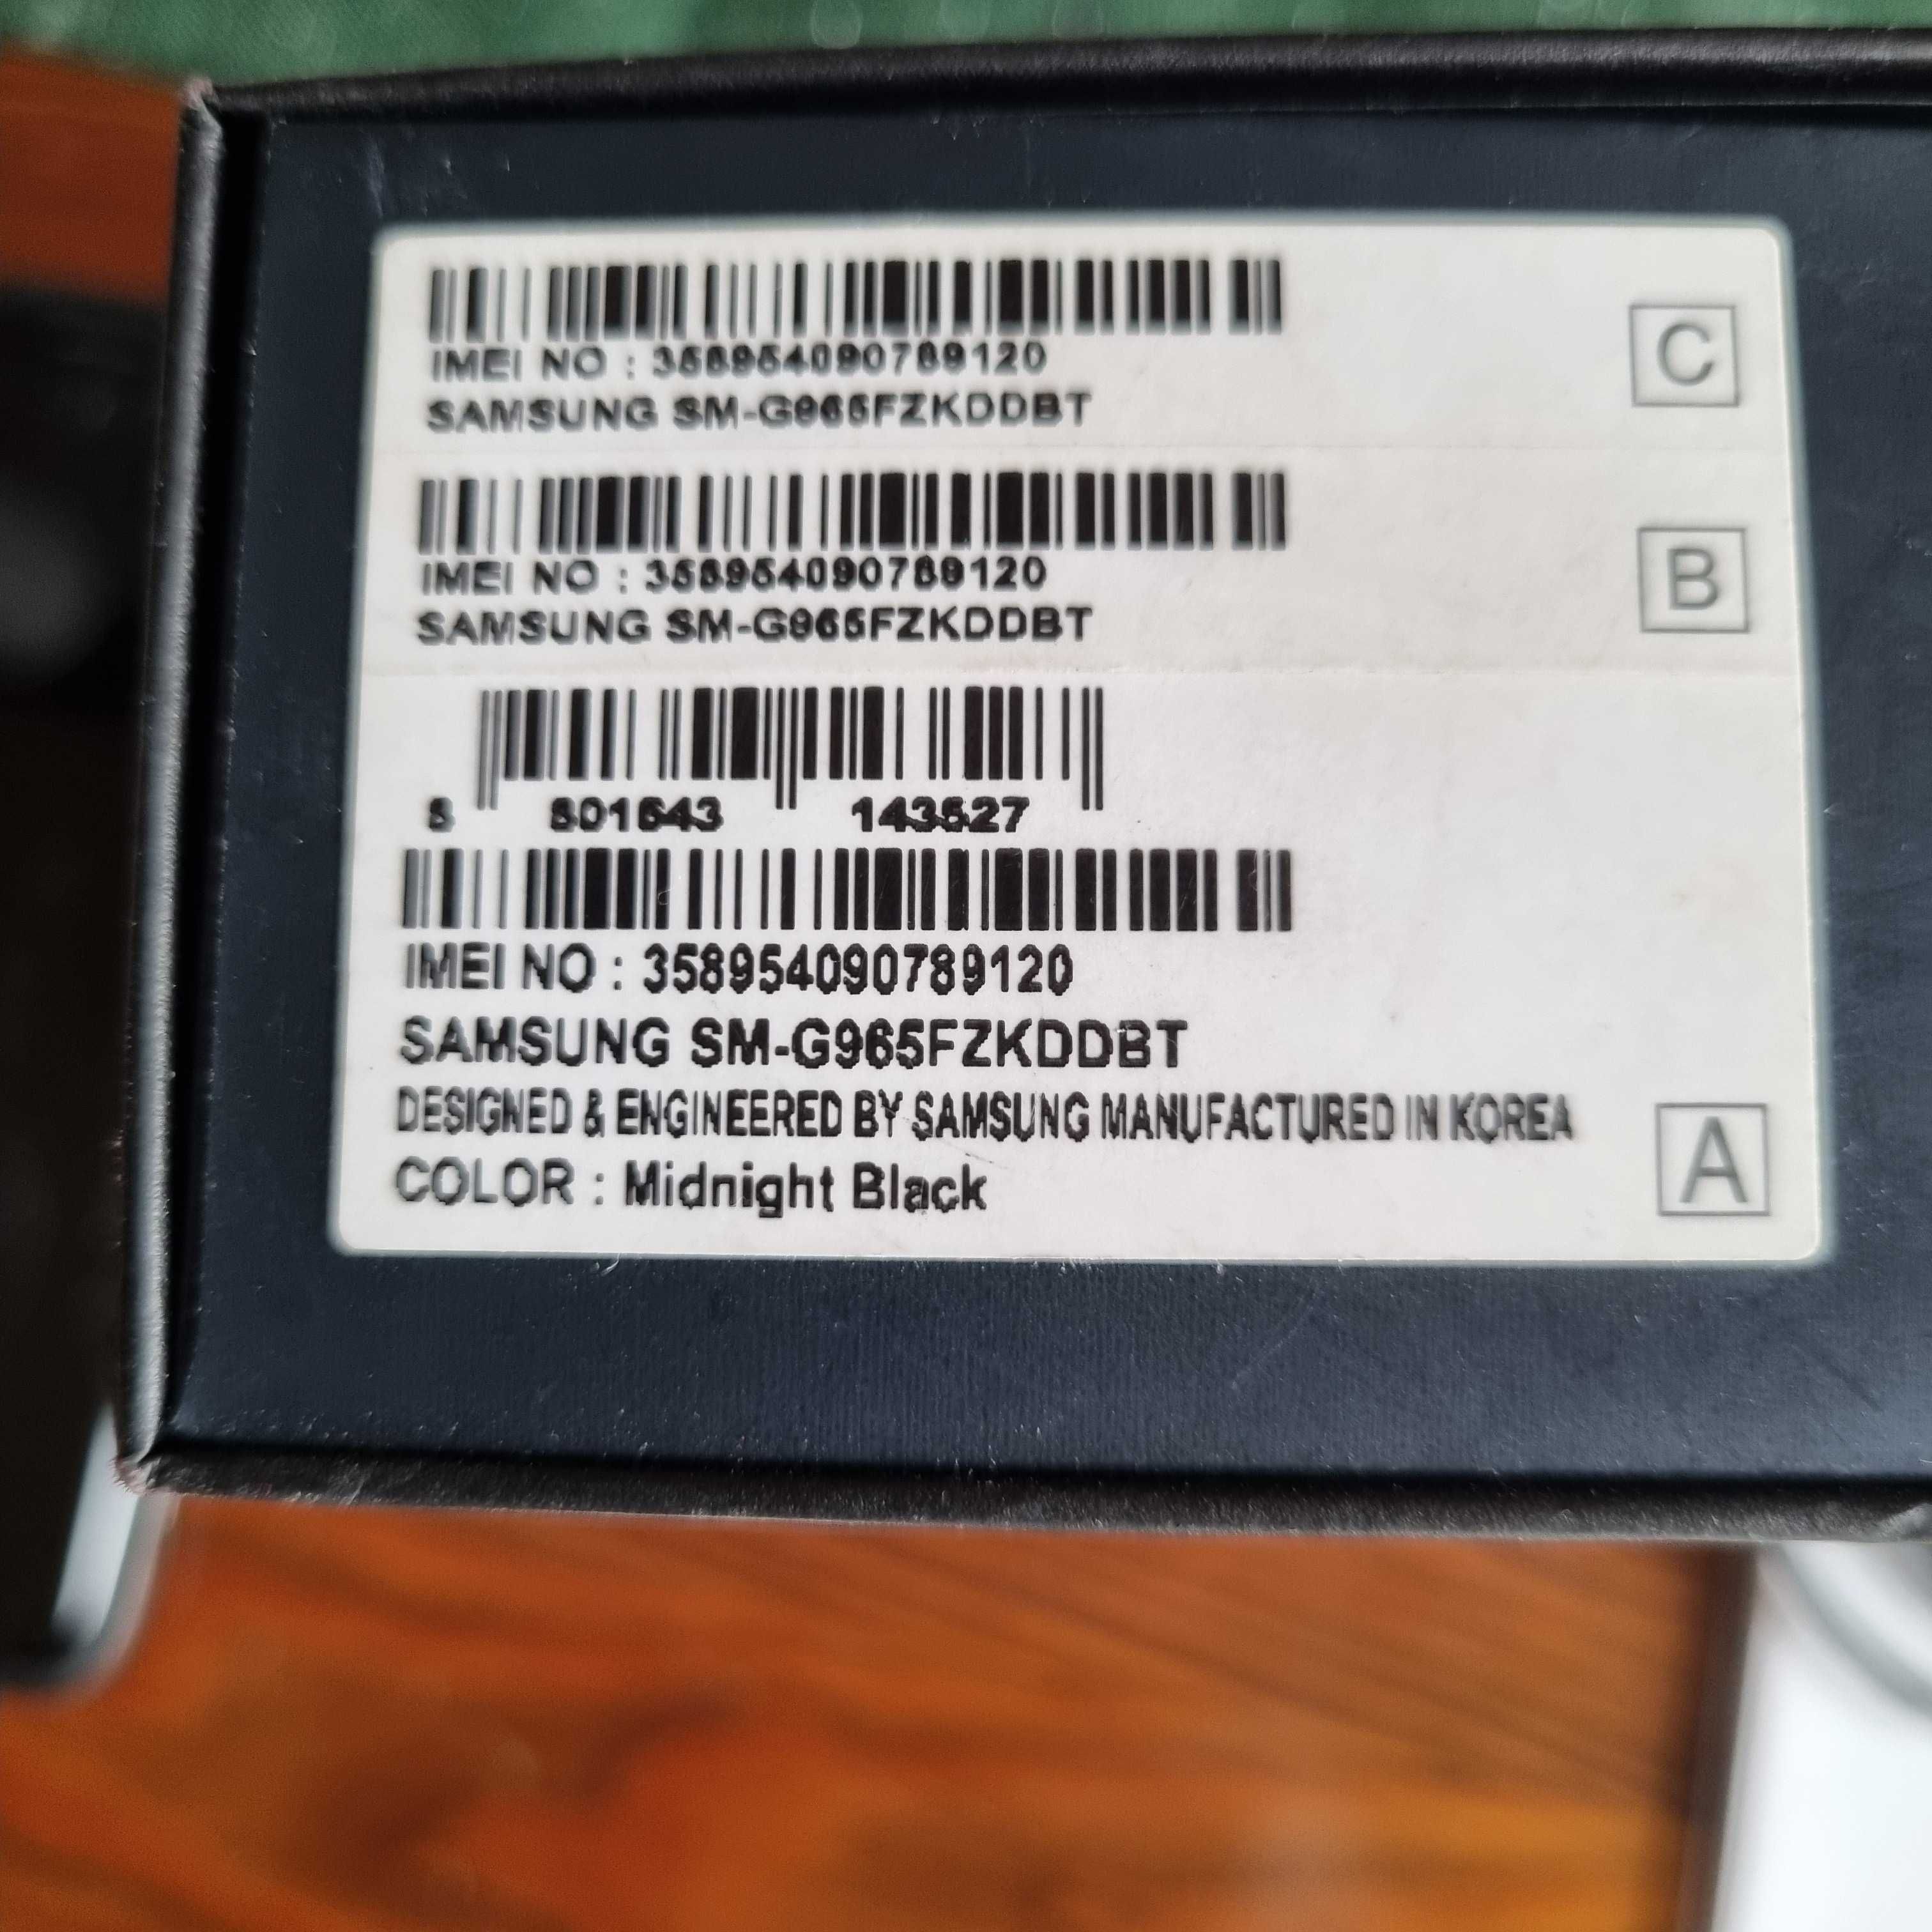 IMEI NO : 358954090789120
SAMSUNG SM-G965FZKDDBT
C
IMEI NO : 358954090789120
SAMSUNG SM-G965FZKDDBT
B
8 801643 143527
IMEI NO : 358954090789120
SAMSUNG SM-G965FZKDDBT
DESIGNED & ENGINEERED BY SAMSUNG MANUFACTURED IN KOREA
COLOR : Midnight Black
A